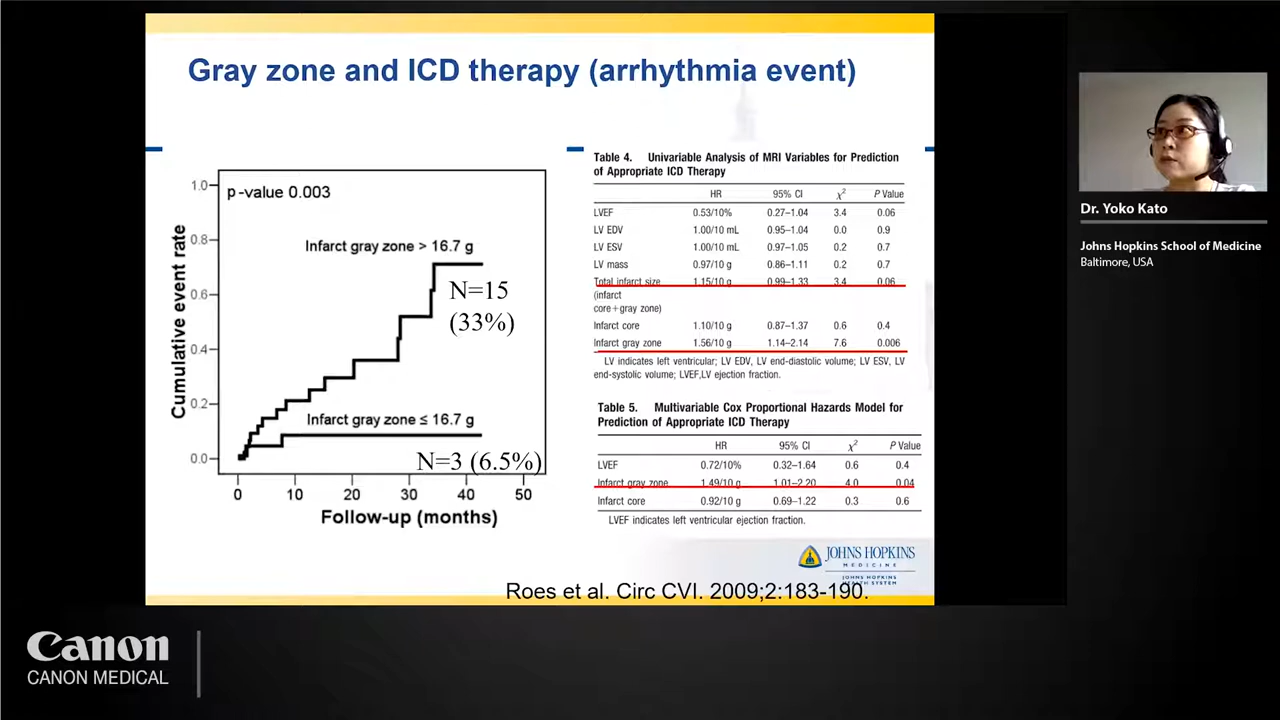 Gray zone and ICD therapy (arrhythmia event)
p-value 0.003
Infarct gray zone > 16.7 g
N=15
(33%)
Infarct gray zone ≤ 16.7 g
N=3 (6.5%)
Cumulative event rate
1.0
0.8
0.6
0.4
0.2
0.0
0 10 20 30 40 50
Follow-up (months)
Table 4. Univariable Analysis of MRI Variables for Prediction
of Appropriate ICD Therapy
HR 95% CI χ² P Value
LVEF 0.53/10% 0.27–1.04 3.4 0.06
LV EDV 1.00/10 mL 0.95–1.04 0.0 0.9
LV ESV 1.00/10 mL 0.97–1.05 0.2 0.7
LV mass 0.97/10 g 0.86–1.11 0.2 0.7
Total infarct size 1.15/10 g 0.99–1.33 3.4 0.06
(infarct
core+gray zone)
Infarct core 1.10/10 g 0.87–1.37 0.6 0.4
Infarct gray zone 1.56/10 g 1.14–2.14 7.6 0.006
LV indicates left ventricular; LV EDV, LV end-diastolic volume; LV ESV, LV
end-systolic volume; LVEF,LV ejection fraction.
Table 5. Multivariable Cox Proportional Hazards Model for
Prediction of Appropriate ICD Therapy
HR 95% CI χ² P Value
LVEF 0.72/10% 0.32–1.64 0.6 0.4
Infarct gray zone 1.49/10 g 1.01–2.20 4.0 0.04
Infarct core 0.92/10 g 0.69–1.22 0.3 0.6
LVEF indicates left ventricular ejection fraction.
JOHNS HOPKINS
MEDICINE
JOHNS HOPKINS
HEALTH SYSTEM
Roes et al. Circ CVI. 2009;2:183-190.
Dr. Yoko Kato
Johns Hopkins School of Medicine
Baltimore, USA
Canon
CANON MEDICAL